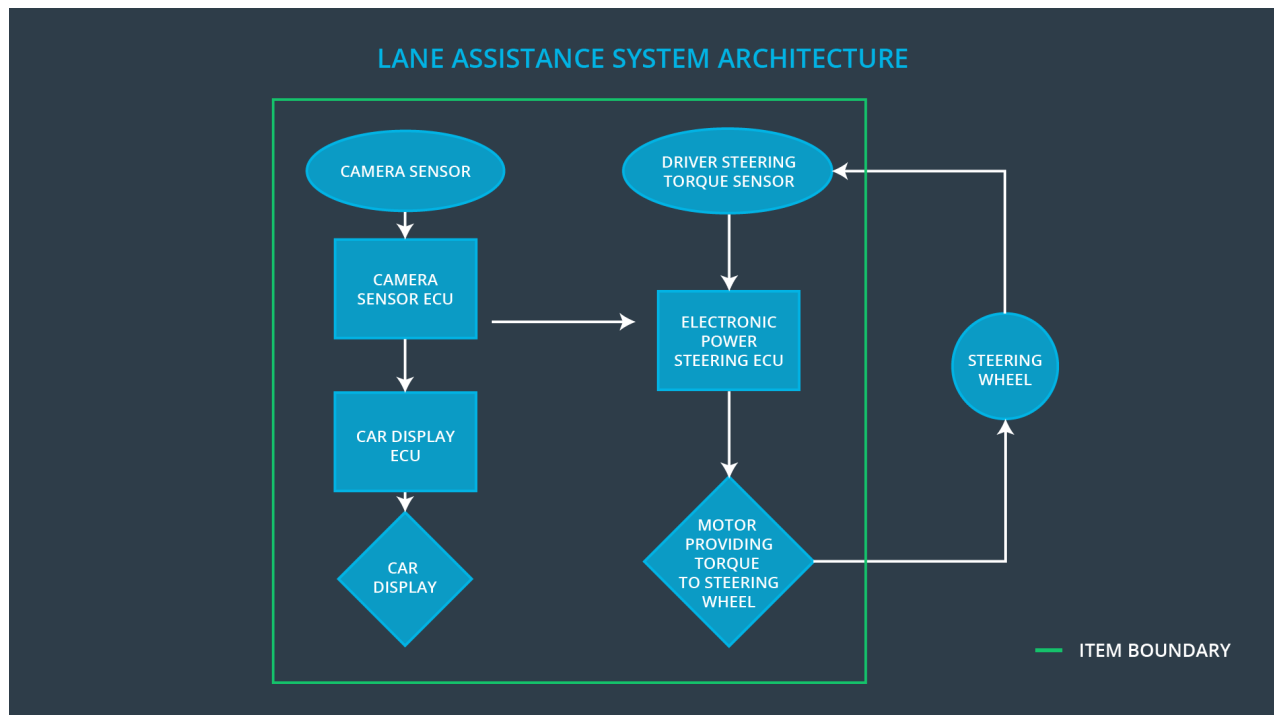 LANE ASSISTANCE SYSTEM ARCHITECTURE
CAMERA SENSOR
DRIVER STEERING
TORQUE SENSOR
CAMERA
SENSOR ECU
ELECTRONIC
POWER
STEERING ECU
STEERING
WHEEL
CAR DISPLAY
ECU
MOTOR
PROVIDING
TORQUE
TO STEERING
WHEEL
CAR
DISPLAY
ITEM BOUNDARY